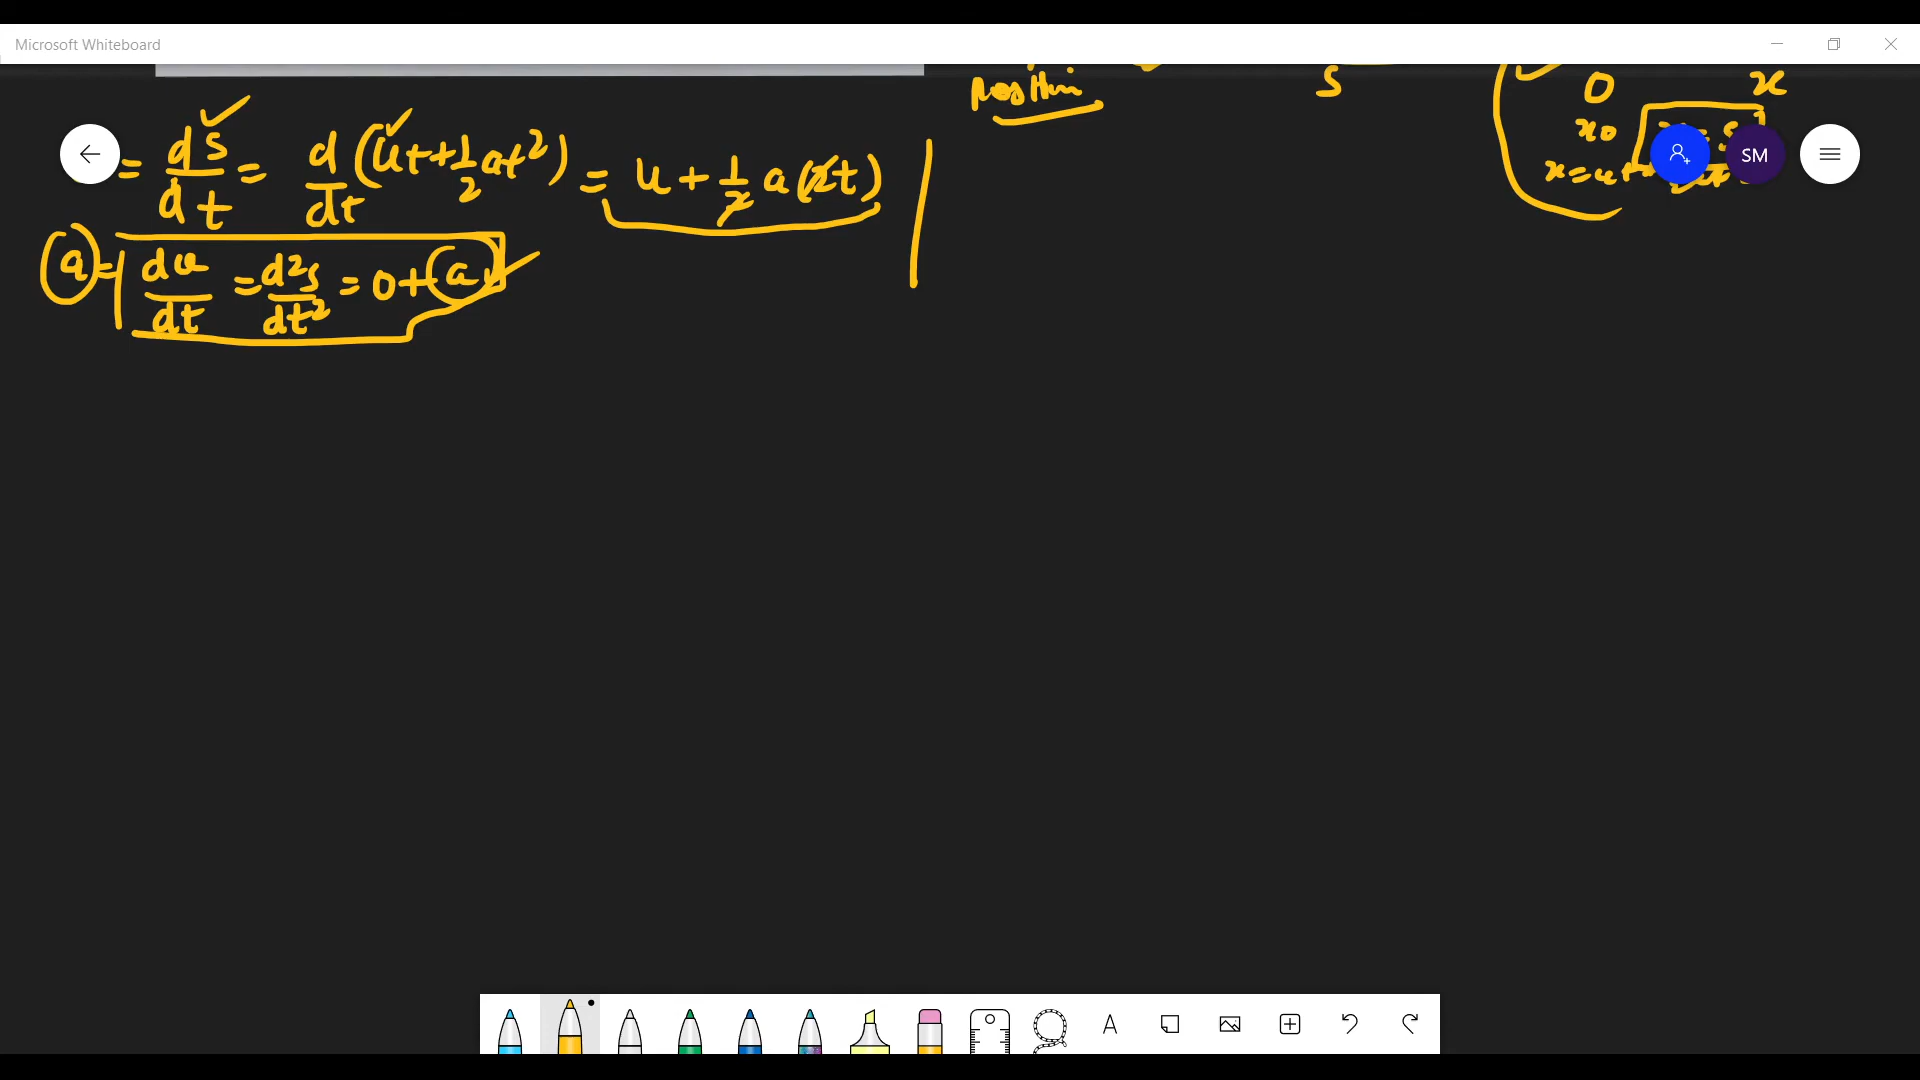 Microsoft Whiteboard
position
S
0 x
x0
= ds/dt = d/dt (ut + 1/2 at²) = u + 1/2 a(2t)
SM
x = u
a = dv/dt = d²s/dt² = 0 + a
A